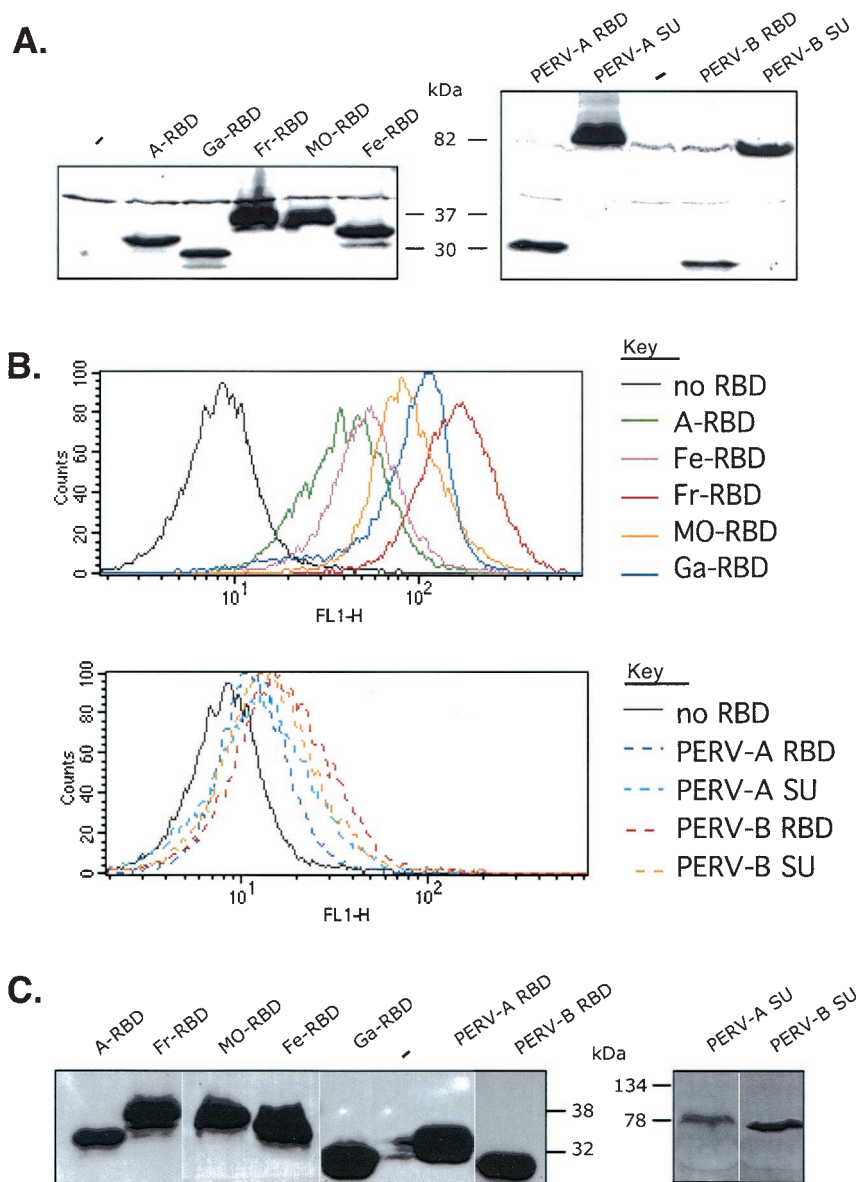 A.
- A-RBD Ga-RBD Fr-RBD MO-RBD Fe-RBD
kDa
PERV-A RBD PERV-A SU - PERV-B RBD PERV-B SU
82
37
30
B.
Counts
100
80
60
40
20
0
10¹ 10²
FL1-H
Key
no RBD
A-RBD
Fe-RBD
Fr-RBD
MO-RBD
Ga-RBD
Counts
100
80
60
40
20
0
10¹ 10²
FL1-H
Key
no RBD
PERV-A RBD
PERV-A SU
PERV-B RBD
PERV-B SU
C.
A-RBD Fr-RBD MO-RBD Fe-RBD Ga-RBD - PERV-A RBD PERV-B RBD
kDa
PERV-A SU PERV-B SU
38
32
134
78